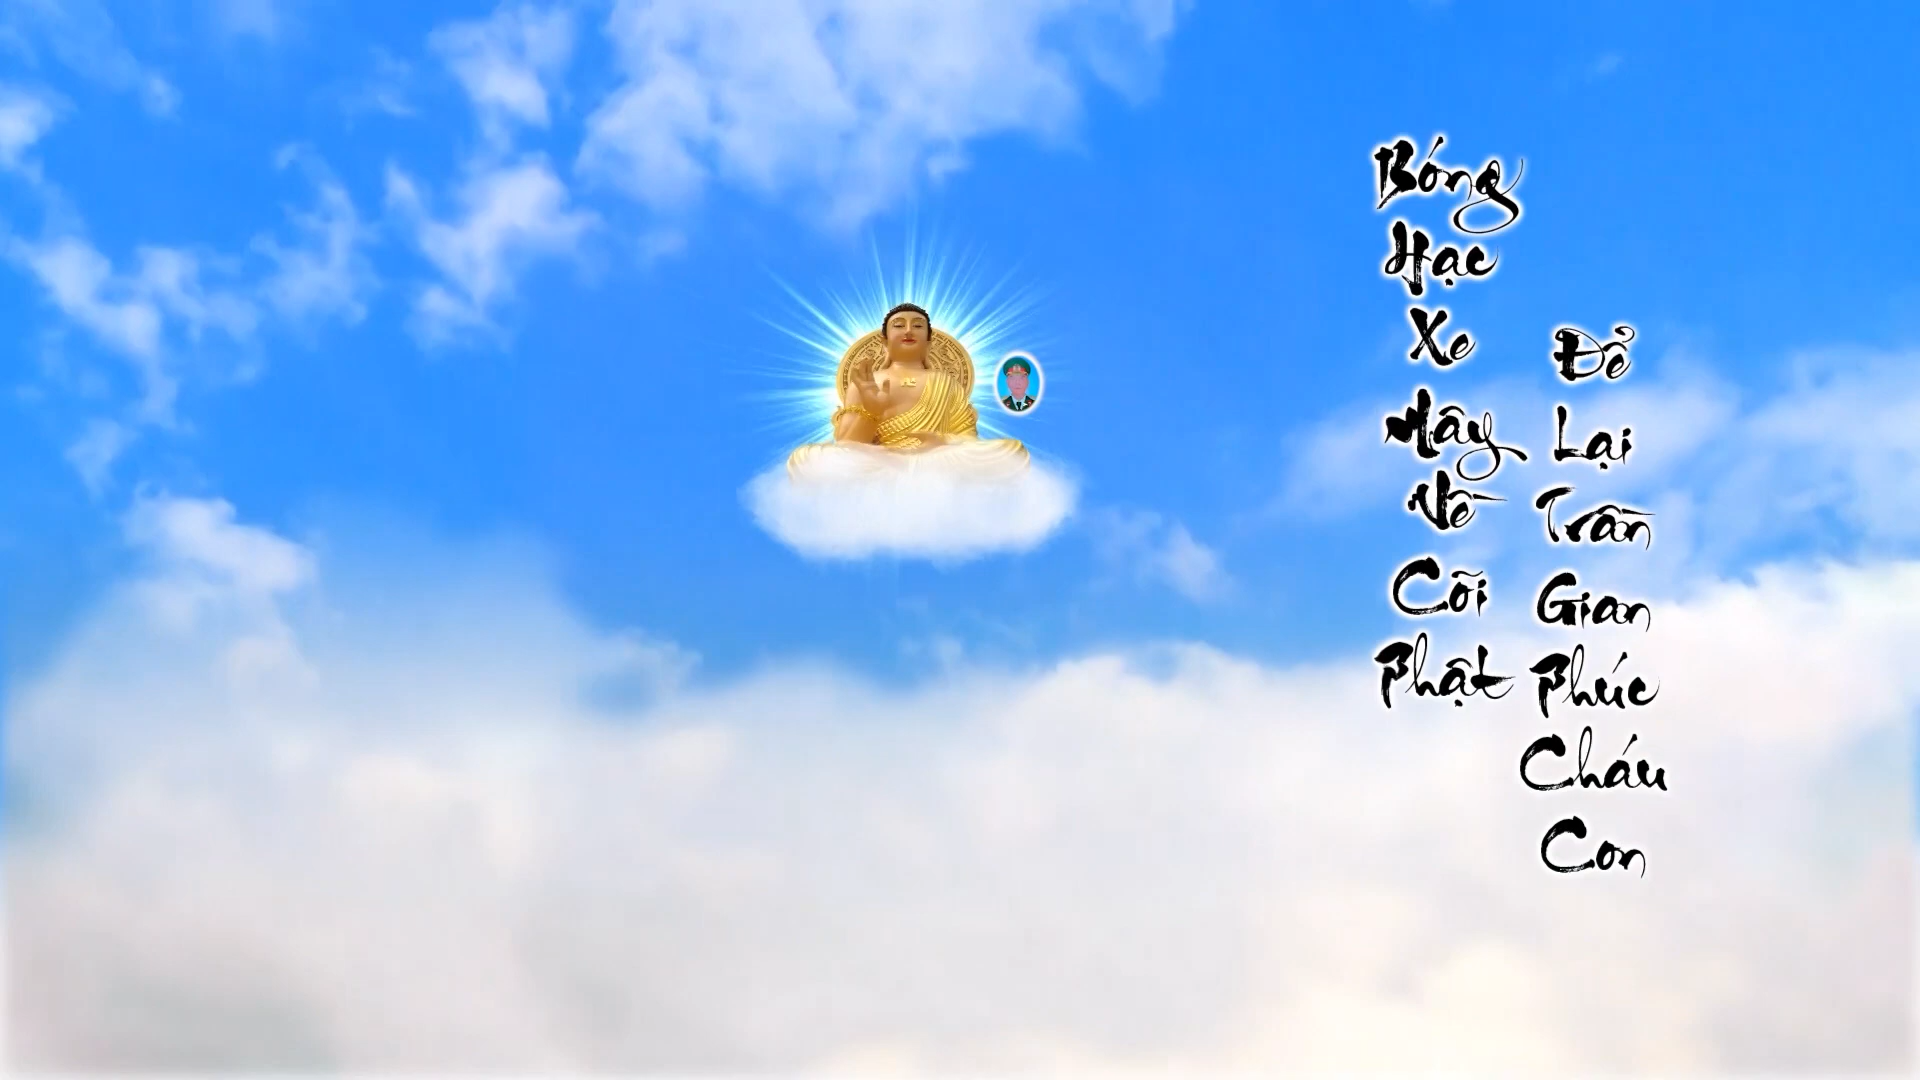 Bóng Hạc Xe Mây Về Cõi Phật
Để Lại Trần Gian Phúc Cháu Con